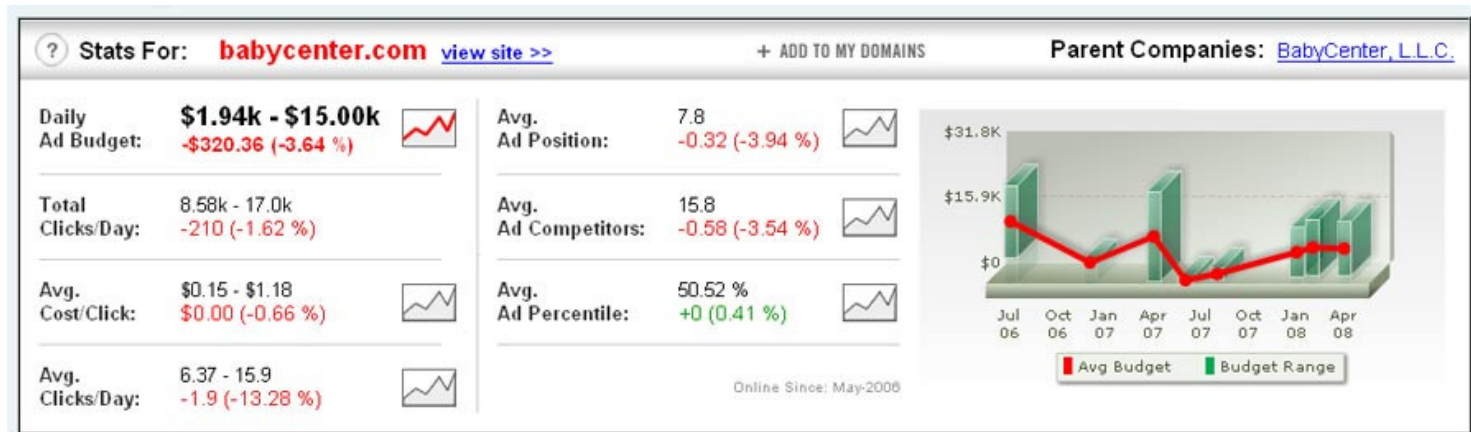 ? Stats For: babycenter.com view site >> + ADD TO MY DOMAINS Parent Companies: BabyCenter, L.L.C.
Daily
Ad Budget:
$1.94k - $15.00k
-$320.36 (-3.64 %)
Total
Clicks/Day:
8.58k - 17.0k
-210 (-1.62 %)
Avg.
Cost/Click:
$0.15 - $1.18
$0.00 (-0.66 %)
Avg.
Clicks/Day:
6.37 - 15.9
-1.9 (-13.28 %)
Avg.
Ad Position:
7.8
-0.32 (-3.94 %)
Avg.
Ad Competitors:
15.8
-0.58 (-3.54 %)
Avg.
Ad Percentile:
50.52 %
+0 (0.41 %)
Online Since: May-2006
$31.8K
$15.9K
$0
Jul Oct Jan Apr Jul Oct Jan Apr
06 06 07 07 07 07 08 08
Avg Budget Budget Range